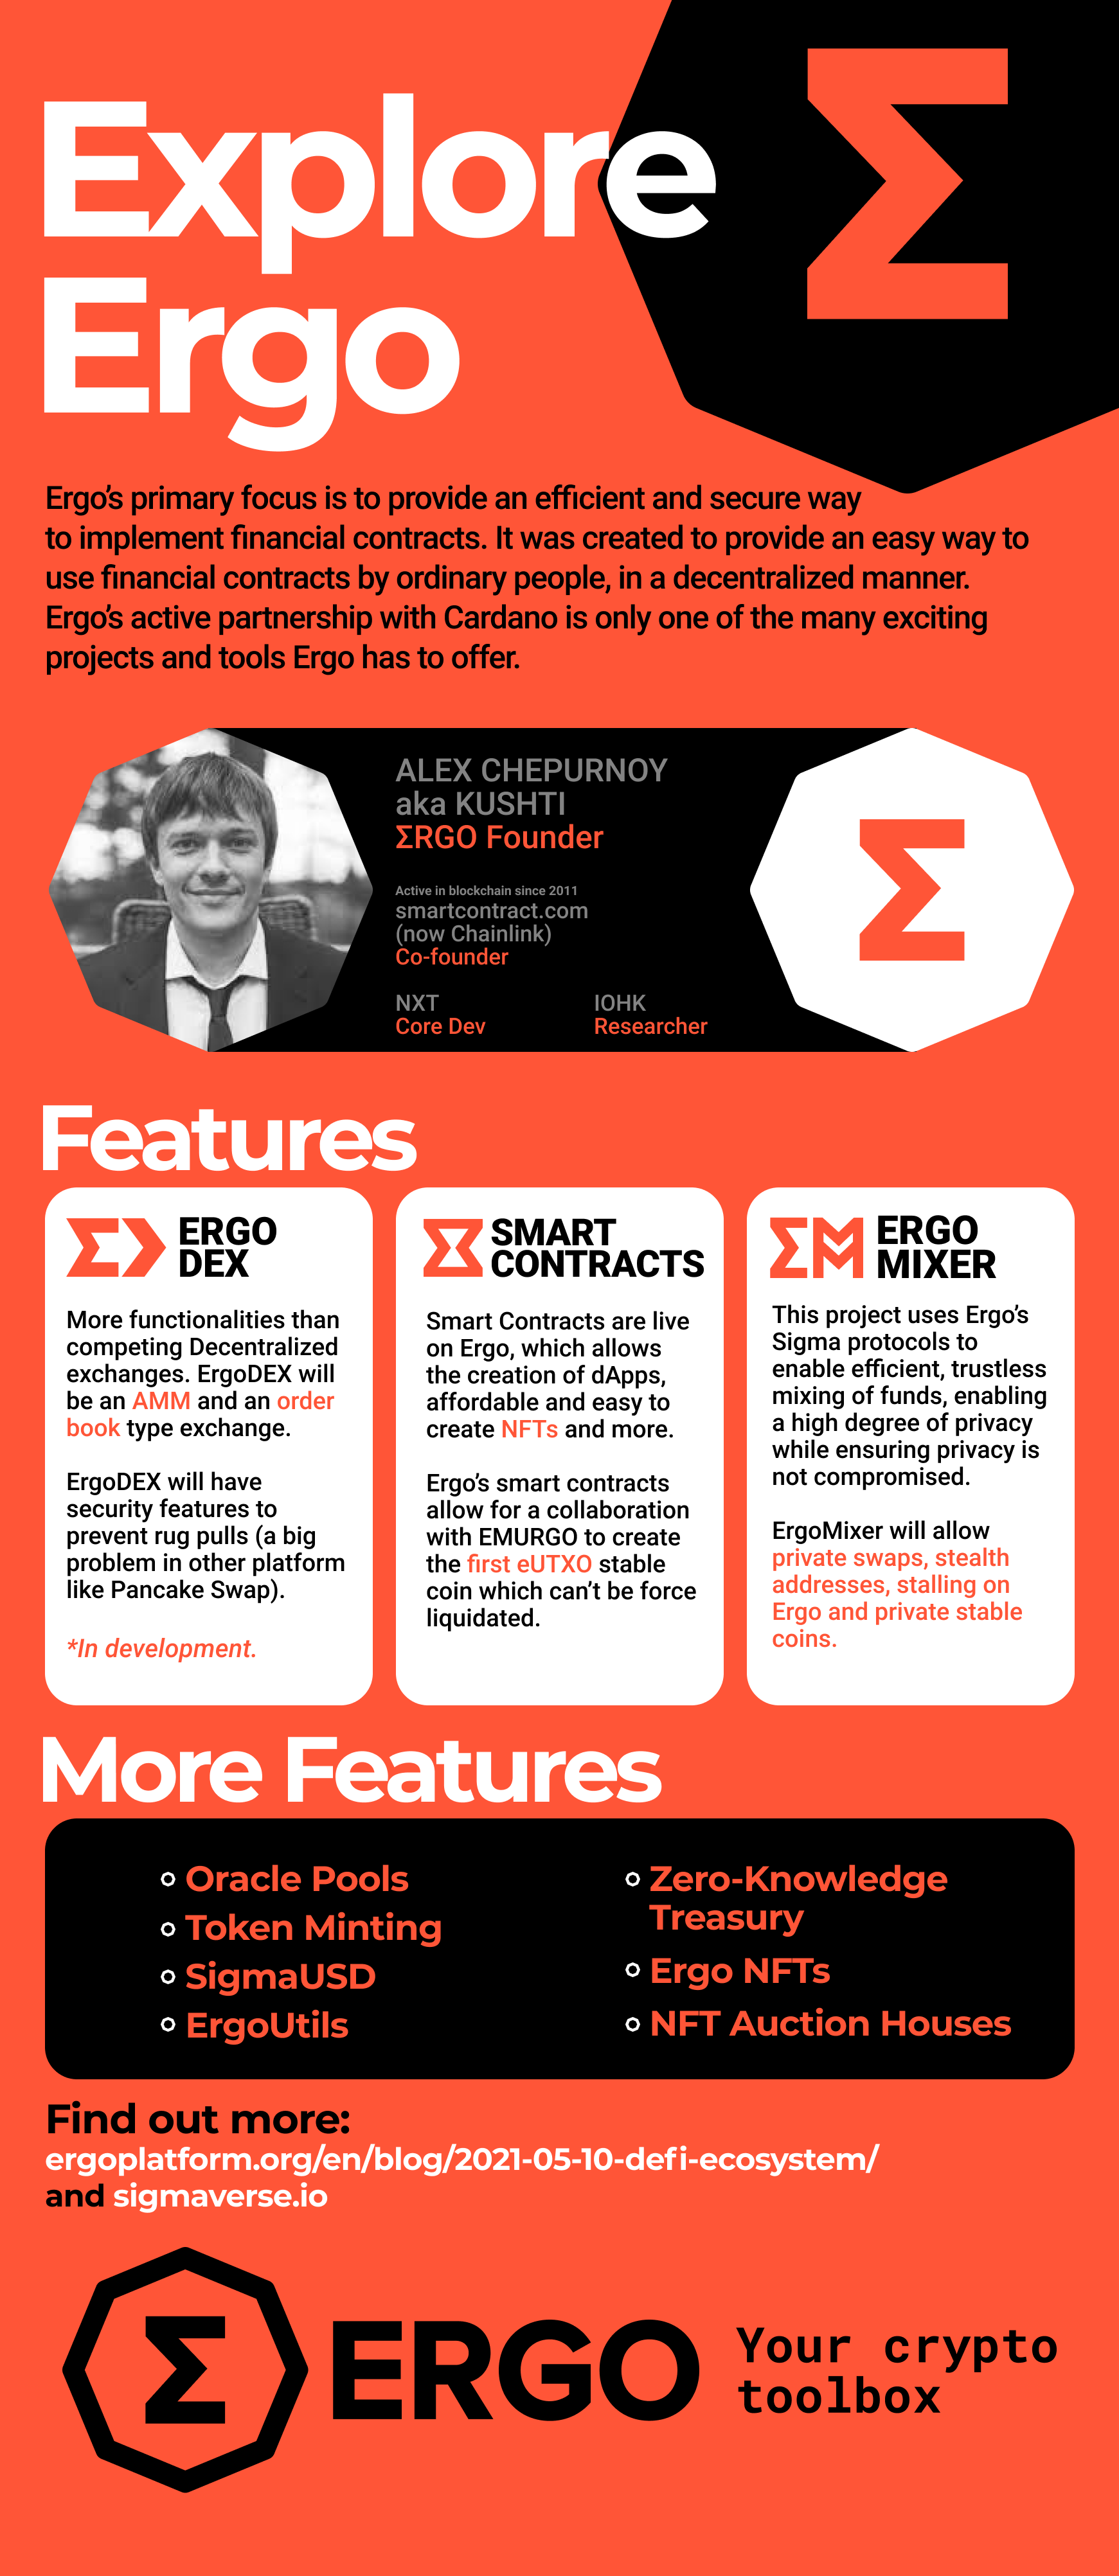 Explore
Ergo
Ergo's primary focus is to provide an efficient and secure way
to implement financial contracts. It was created to provide an easy way to
use financial contracts by ordinary people, in a decentralized manner.
Ergo's active partnership with Cardano is only one of the many exciting
projects and tools Ergo has to offer.
ALEX CHEPURNOY
aka KUSHTI
ΣRGO Founder
Active in blockchain since 2011
smartcontract.com
(now Chainlink)
Co-founder
NXT
Core Dev
IOHK
Researcher
Features
ERGO
DEX
More functionalities than
competing Decentralized
exchanges. ErgoDEX will
be an AMM and an order
book type exchange.
ErgoDEX will have
security features to
prevent rug pulls (a big
problem in other platform
like Pancake Swap).
*In development.
SMART
CONTRACTS
Smart Contracts are live
on Ergo, which allows
the creation of dApps,
affordable and easy to
create NFTs and more.
Ergo's smart contracts
allow for a collaboration
with EMURGO to create
the first eUTXO stable
coin which can't be force
liquidated.
ERGO
MIXER
This project uses Ergo's
Sigma protocols to
enable efficient, trustless
mixing of funds, enabling
a high degree of privacy
while ensuring privacy is
not compromised.
ErgoMixer will allow
private swaps, stealth
addresses, stalling on
Ergo and private stable
coins.
More Features
Oracle Pools
Token Minting
SigmaUSD
ErgoUtils
Zero-Knowledge
Treasury
Ergo NFTs
NFT Auction Houses
Find out more:
ergoplatform.org/en/blog/2021-05-10-defi-ecosystem/
and sigmaverse.io
Σ ERGO
Your crypto
toolbox